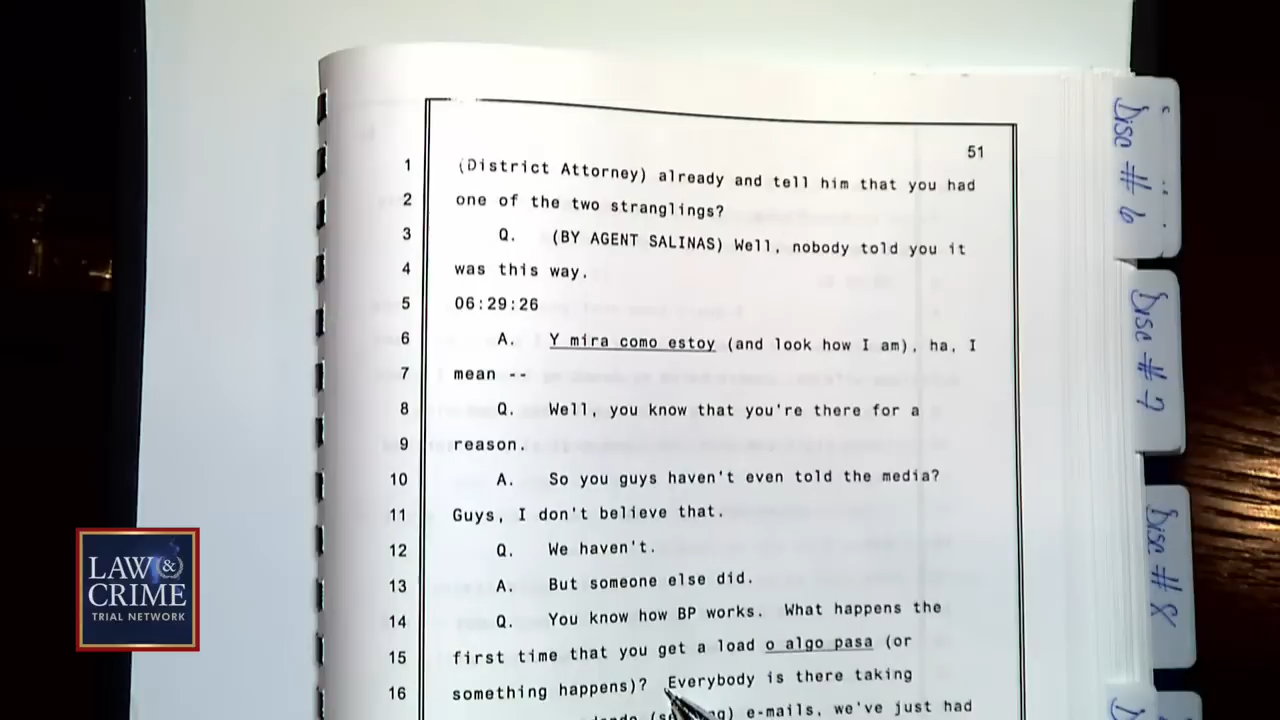 51
1 (District Attorney) already and tell him that you had
2 one of the two stranglings?
3 Q. (BY AGENT SALINAS) Well, nobody told you it
4 was this way.
5 06:29:26
6 A. Y mira como estoy (and look how I am), ha, I
7 mean --
8 Q. Well, you know that you're there for a
9 reason.
10 A. So you guys haven't even told the media?
11 Guys, I don't believe that.
12 Q. We haven't.
13 A. But someone else did.
14 Q. You know how BP works. What happens the
15 first time that you get a load o algo pasa (or
16 something happens)? Everybody is there taking
e-mails, we've just had
Disc # 6
Disc # 7
Disc # 8
LAW &
CRIME
TRIAL NETWORK